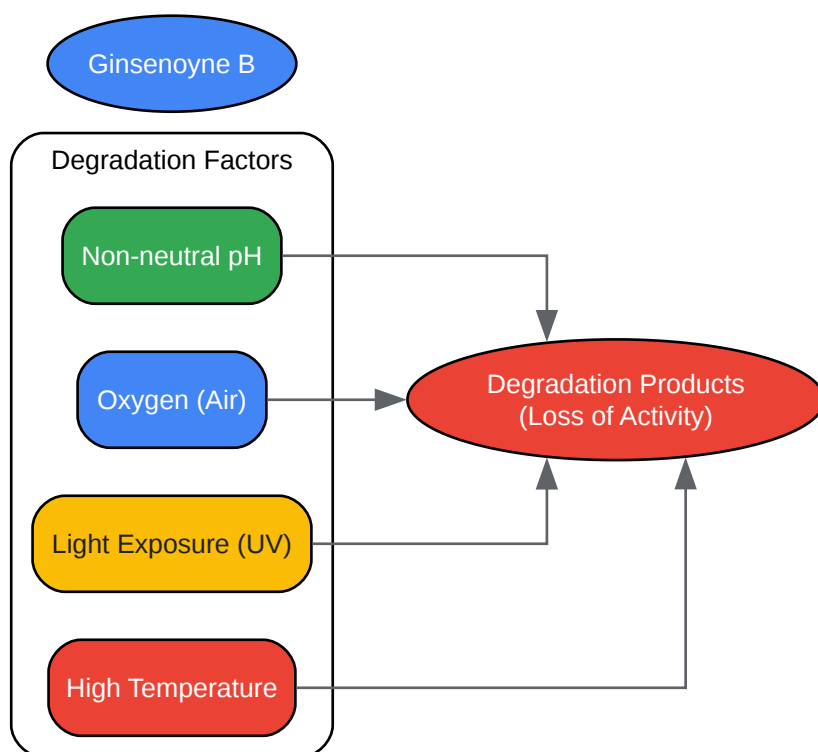 Ginsenoyne B
Degradation Factors
Non-neutral pH
Oxygen (Air)
Degradation Products
(Loss of Activity)
Light Exposure (UV)
High Temperature